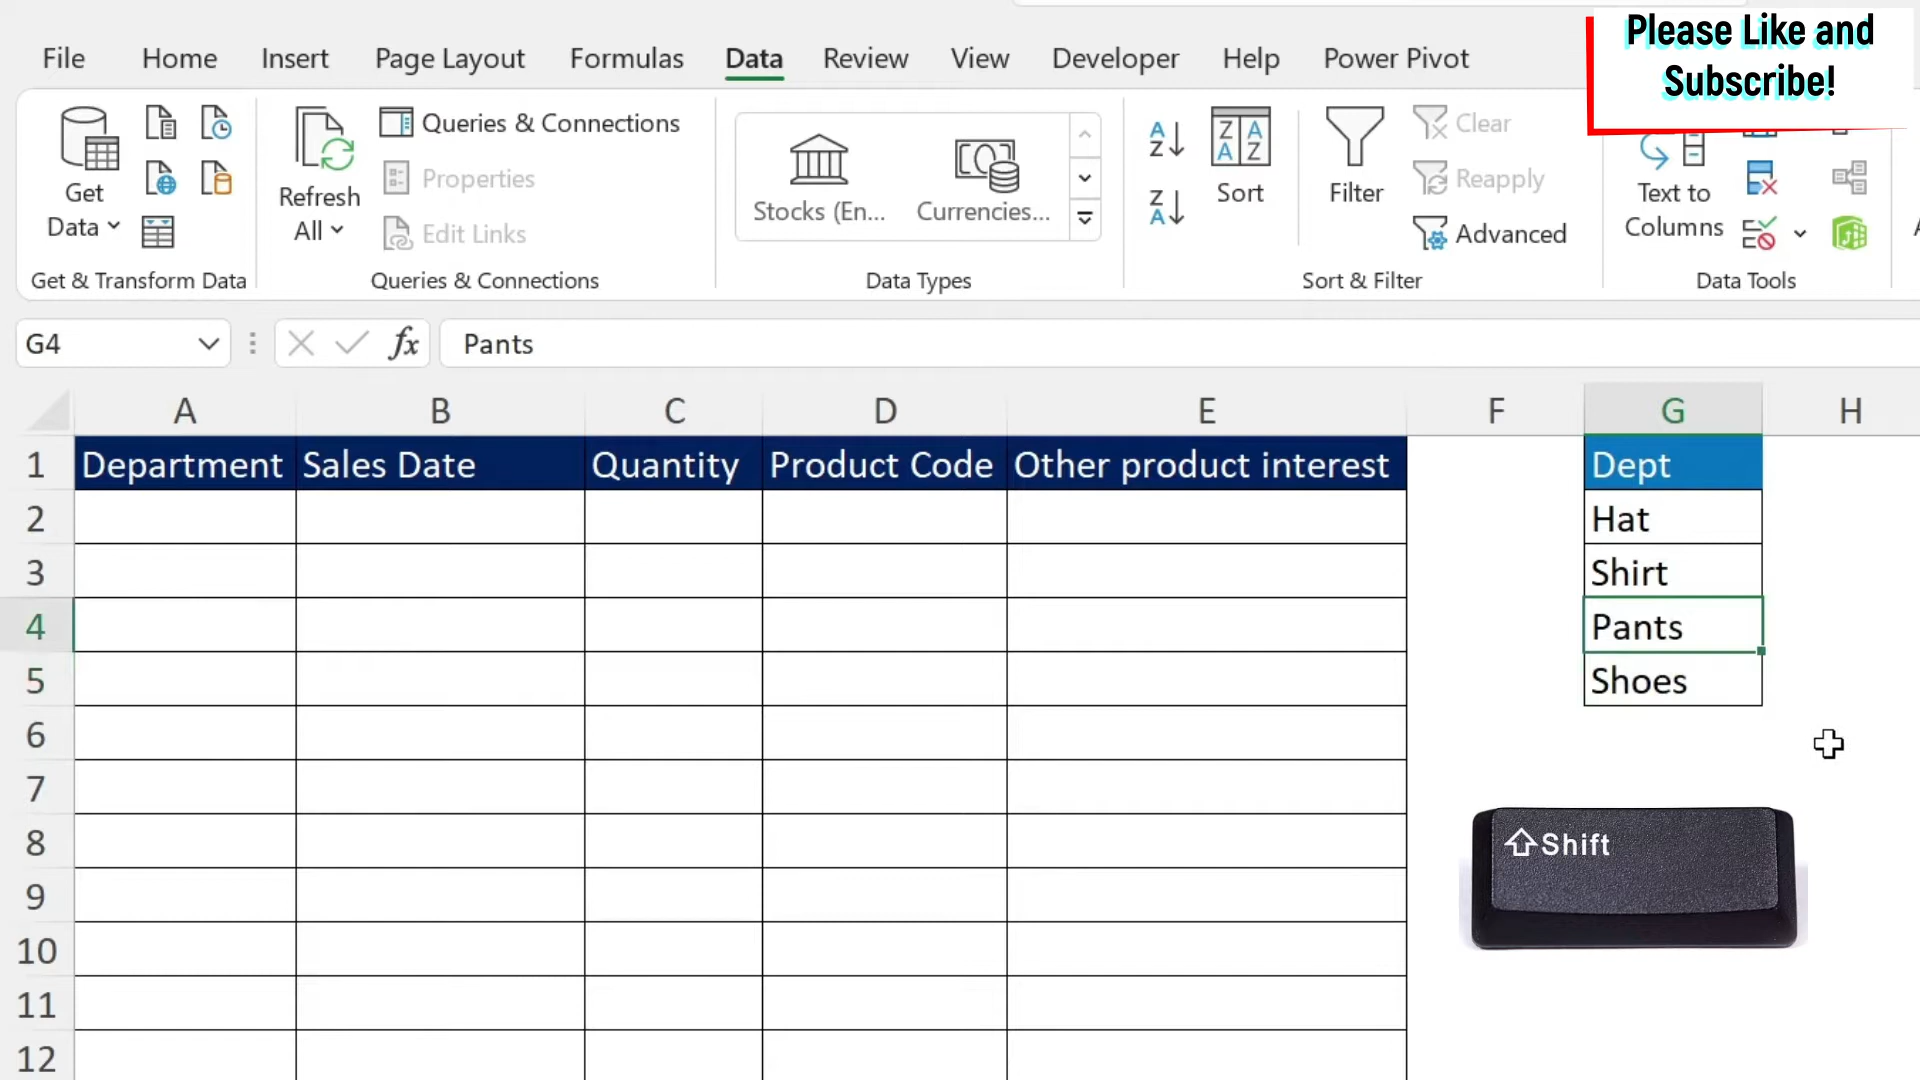 Please Like and
Subscribe!
File Home Insert Page Layout Formulas Data Review View Developer Help Power Pivot
Get
Data
Refresh
All
Queries & Connections
Properties
Edit Links
Stocks (En...
Currencies...
A
Z
Z
A
Z A
A Z
Sort
Filter
Clear
Reapply
Advanced
Text to
Columns
Get & Transform Data
Queries & Connections
Data Types
Sort & Filter
Data Tools
G4
fx
Pants
A B C D E F G H
1 Department Sales Date Quantity Product Code Other product interest Dept
2 Hat
3 Shirt
4 Pants
5 Shoes
6
7
8
9
10
11
12
Shift